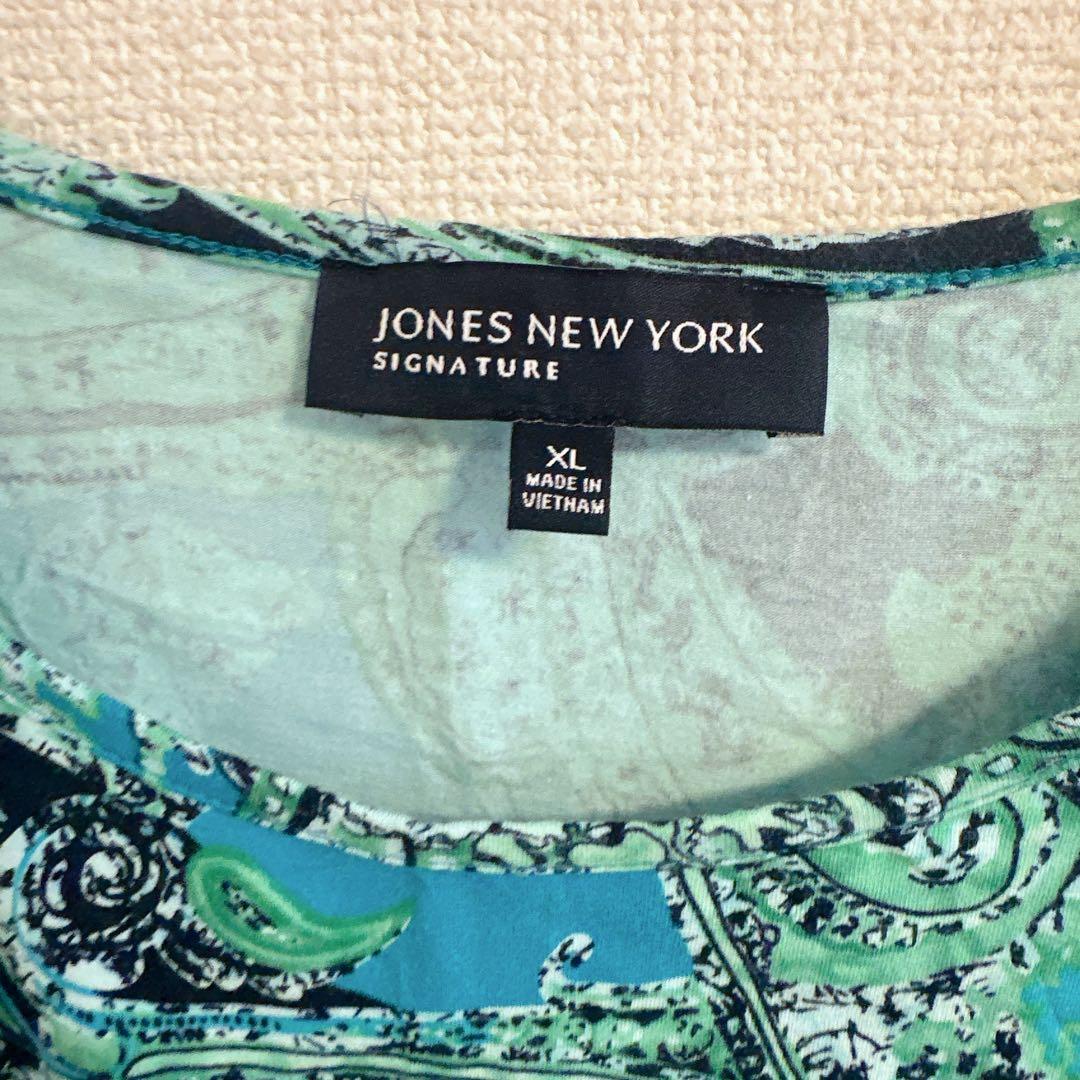 JONES NEW YORK
SIGNATURE
XL
MADE IN
VIETNAM